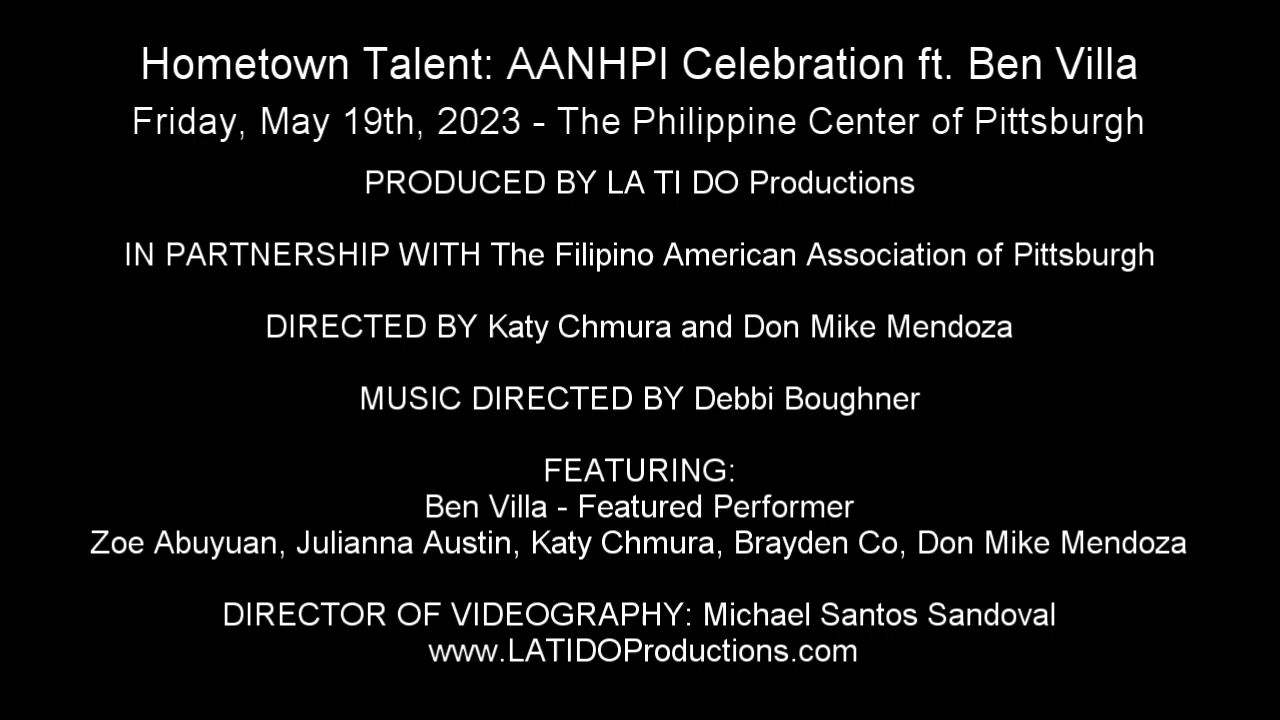 Hometown Talent: AANHPI Celebration ft. Ben Villa
Friday, May 19th, 2023 - The Philippine Center of Pittsburgh
PRODUCED BY LA TI DO Productions
IN PARTNERSHIP WITH The Filipino American Association of Pittsburgh
DIRECTED BY Katy Chmura and Don Mike Mendoza
MUSIC DIRECTED BY Debbi Boughner
FEATURING:
Ben Villa - Featured Performer
Zoe Abuyuan, Julianna Austin, Katy Chmura, Brayden Co, Don Mike Mendoza
DIRECTOR OF VIDEOGRAPHY: Michael Santos Sandoval
www.LATIDOProductions.com